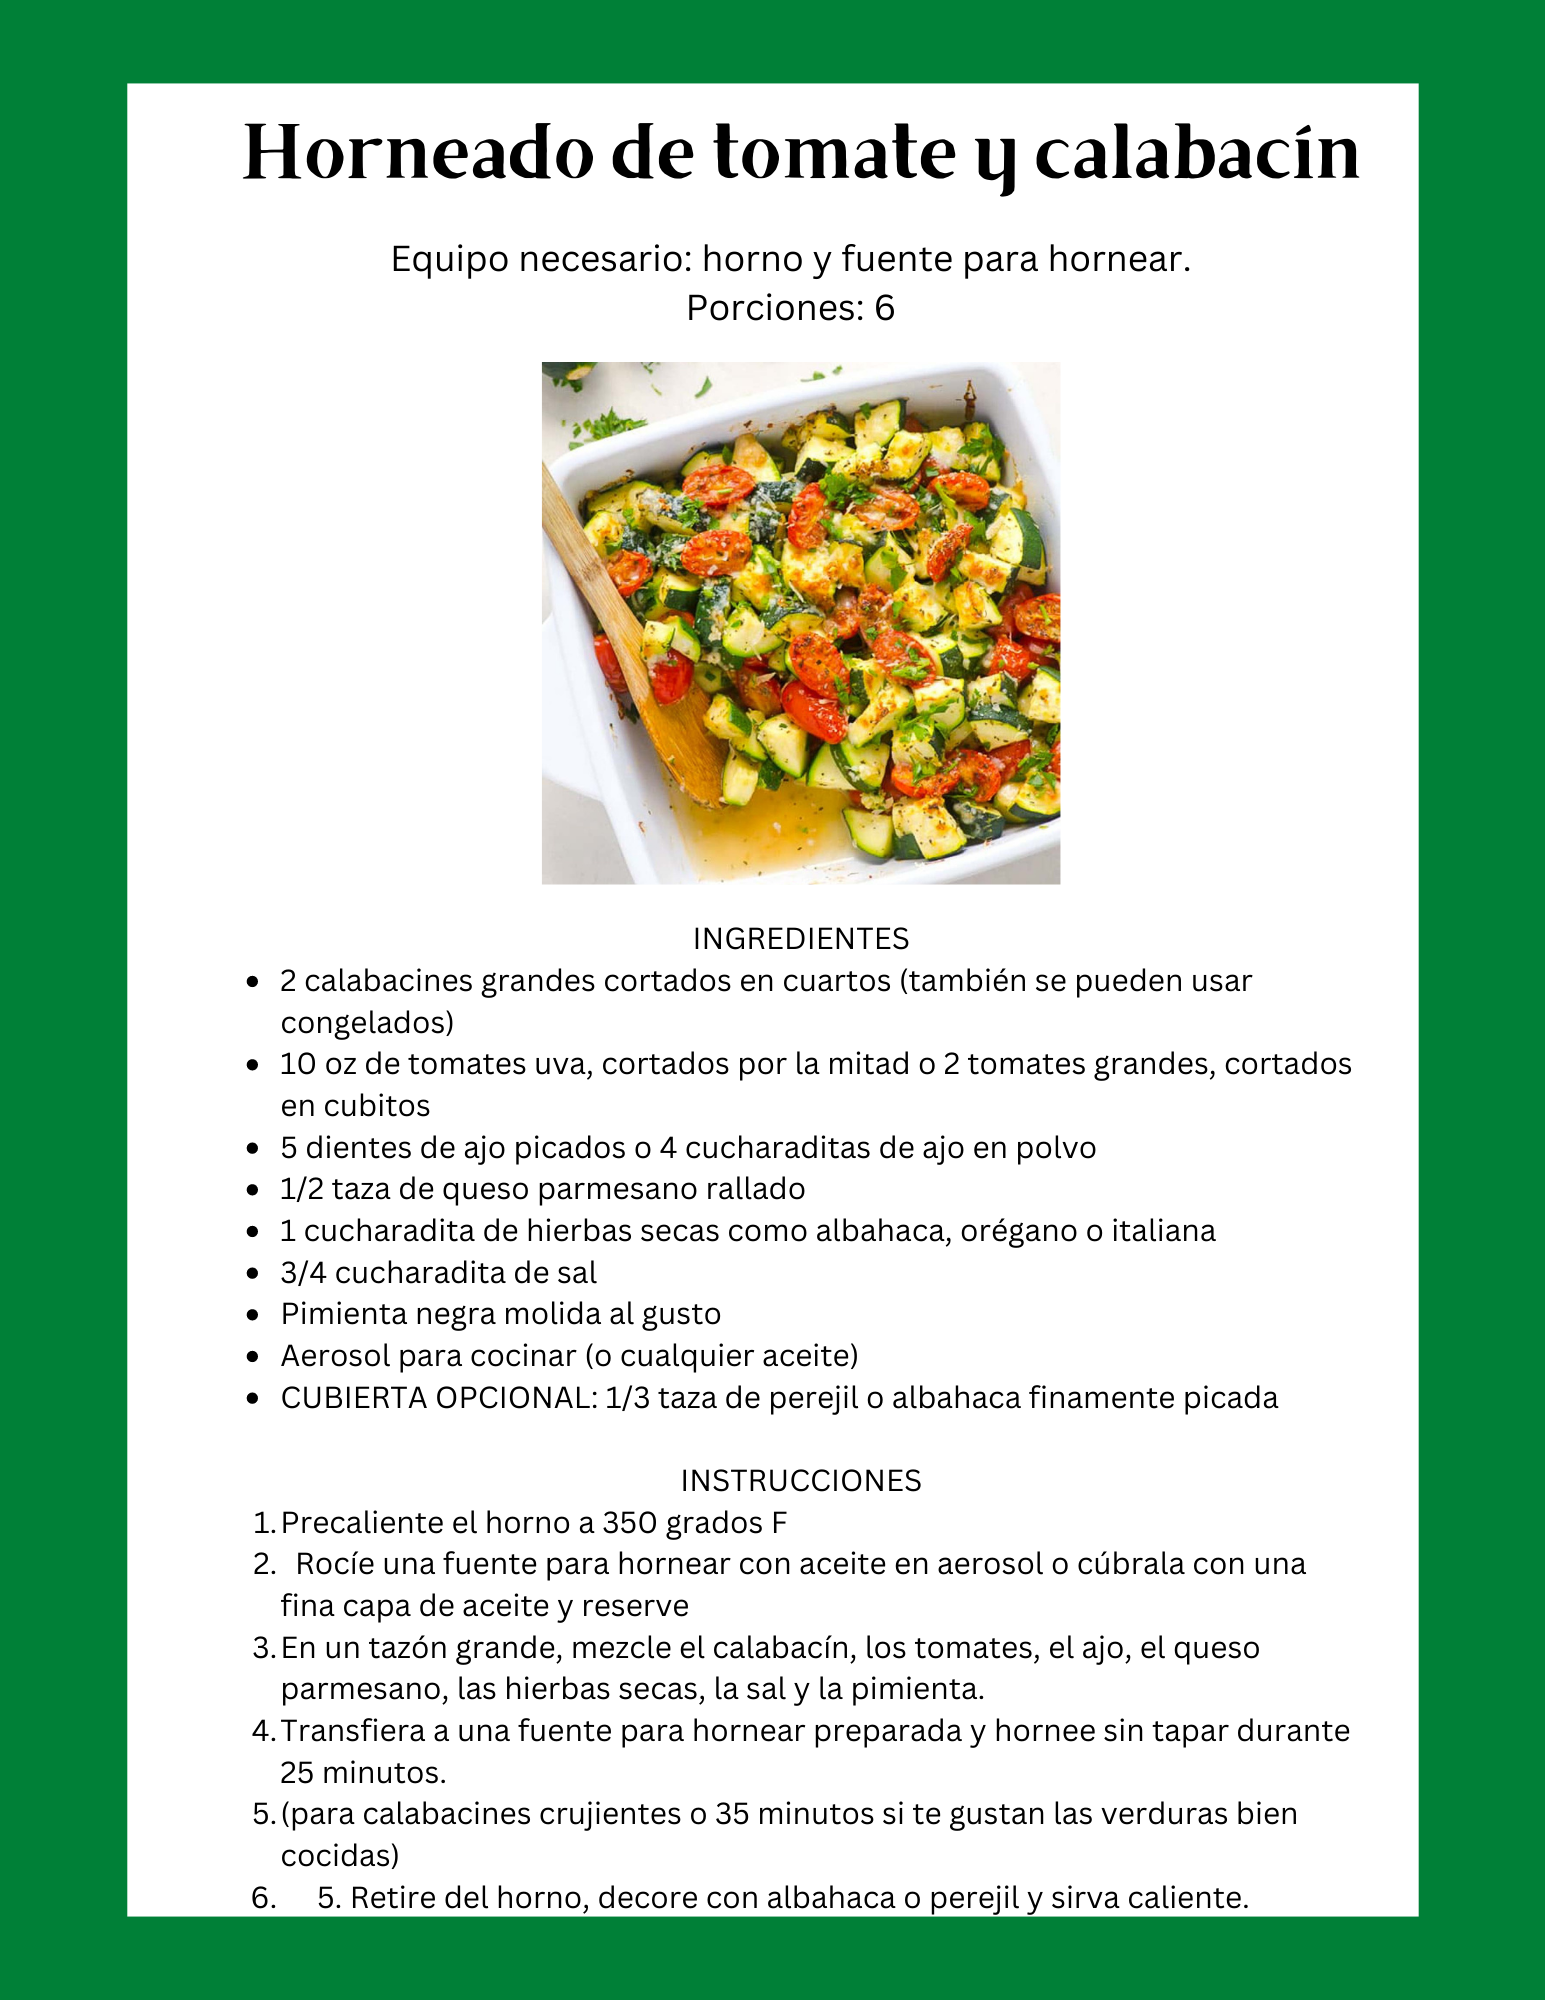 Horneado de tomate y calabacín
Equipo necesario: horno y fuente para hornear.
Porciones: 6
INGREDIENTES
• 2 calabacines grandes cortados en cuartos (también se pueden usar
congelados)
• 10 oz de tomates uva, cortados por la mitad o 2 tomates grandes, cortados
en cubitos
• 5 dientes de ajo picados o 4 cucharaditas de ajo en polvo
• 1/2 taza de queso parmesano rallado
• 1 cucharadita de hierbas secas como albahaca, orégano o italiana
• 3/4 cucharadita de sal
• Pimienta negra molida al gusto
• Aerosol para cocinar (o cualquier aceite)
• CUBIERTA OPCIONAL: 1/3 taza de perejil o albahaca finamente picada
INSTRUCCIONES
1. Precaliente el horno a 350 grados F
2. Rocíe una fuente para hornear con aceite en aerosol o cúbrala con una
fina capa de aceite y reserve
3. En un tazón grande, mezcle el calabacín, los tomates, el ajo, el queso
parmesano, las hierbas secas, la sal y la pimienta.
4. Transfiera a una fuente para hornear preparada y hornee sin tapar durante
25 minutos.
5. (para calabacines crujientes o 35 minutos si te gustan las verduras bien
cocidas)
6. 5. Retire del horno, decore con albahaca o perejil y sirva caliente.